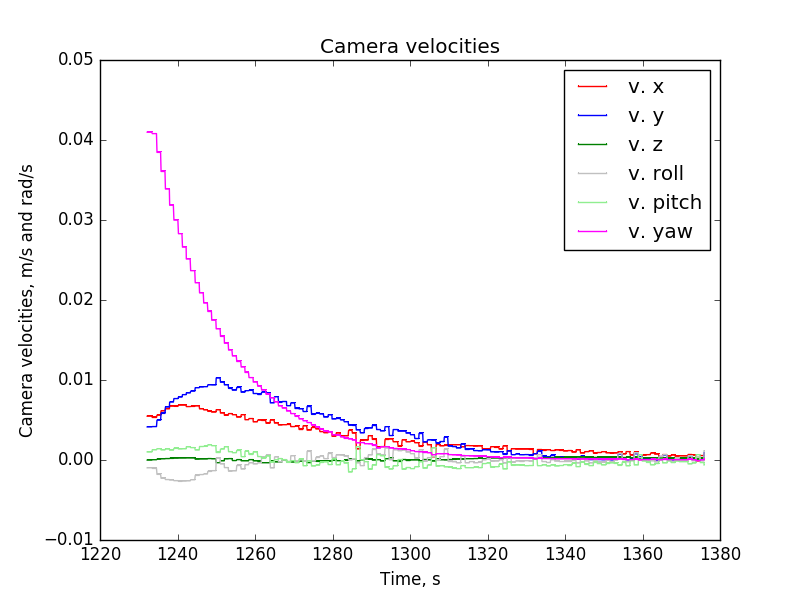 Camera velocities
0.05
0.04
0.03
0.02
0.01
0.00
−0.01
Camera velocities, m/s and rad/s
v. x
v. y
v. z
v. roll
v. pitch
v. yaw
1220 1240 1260 1280 1300 1320 1340 1360 1380
Time, s